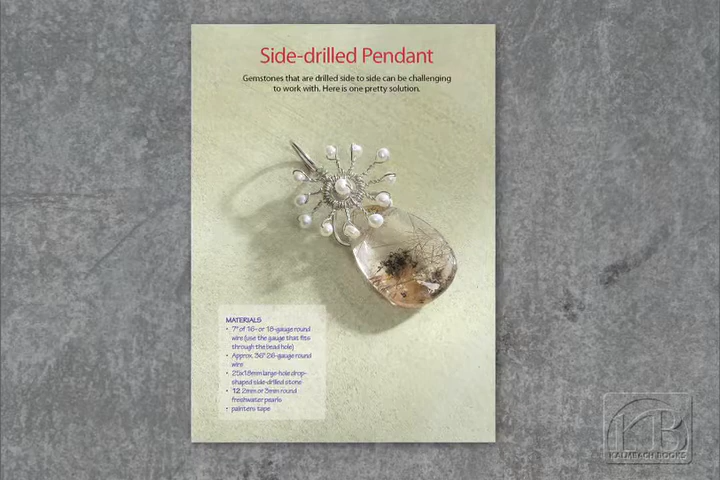 Side-drilled Pendant
Gemstones that are drilled side to side can be challenging
to work with. Here is one pretty solution.
MATERIALS
• 7" of 16- or 18-gauge round
wire (use the gauge that fits
through the bead hole)
• Approx. 36" 26-gauge round
wire
• 25x18mm large-hole drop-
shaped side-drilled stone
• 12 2mm or 3mm round
freshwater pearls
• painters tape
KB
KALMBACH BOOKS